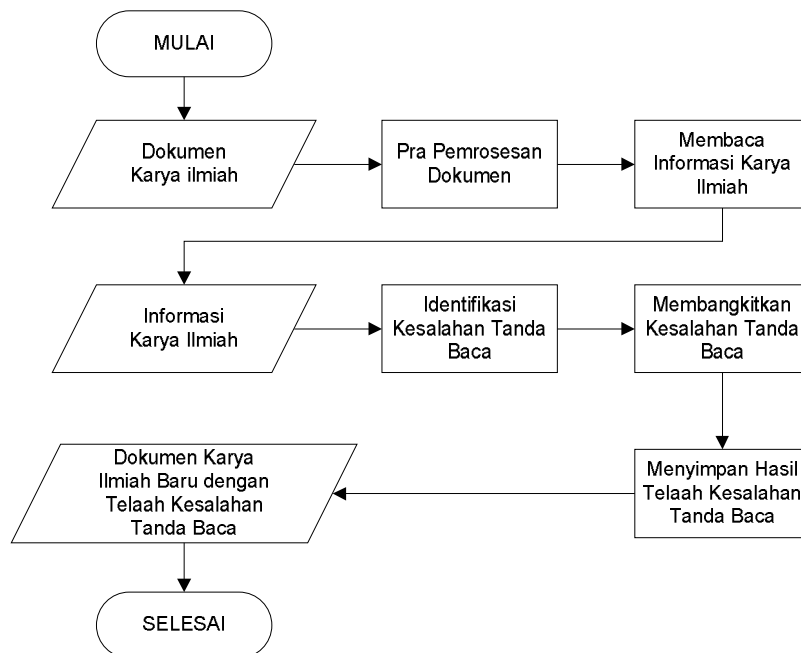 MULAI
Dokumen
Karya ilmiah
Pra Pemrosesan
Dokumen
Membaca
Informasi Karya
Ilmiah
Informasi
Karya Ilmiah
Identifikasi
Kesalahan Tanda
Baca
Membangkitkan
Kesalahan Tanda
Baca
Menyimpan Hasil
Telaah Kesalahan
Tanda Baca
Dokumen Karya
Ilmiah Baru dengan
Telaah Kesalahan
Tanda Baca
SELESAI